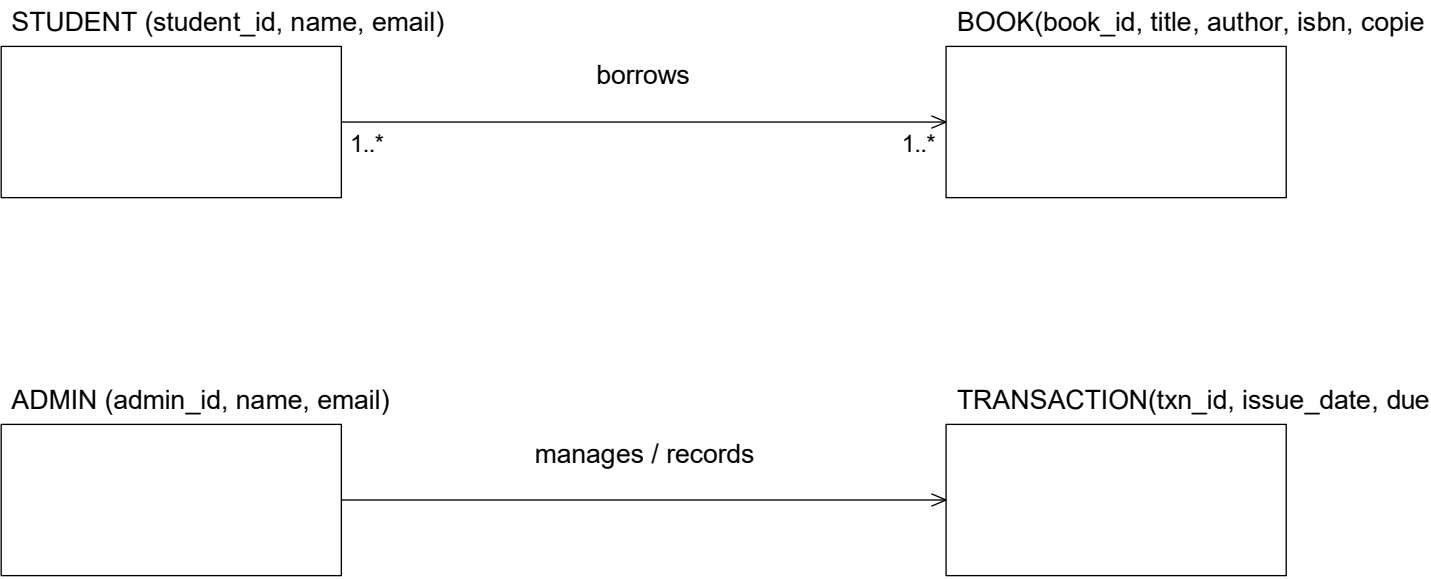 STUDENT (student_id, name, email)
BOOK(book_id, title, author, isbn, copie
borrows
1..*
1..*
ADMIN (admin_id, name, email)
TRANSACTION(txn_id, issue_date, due
manages / records